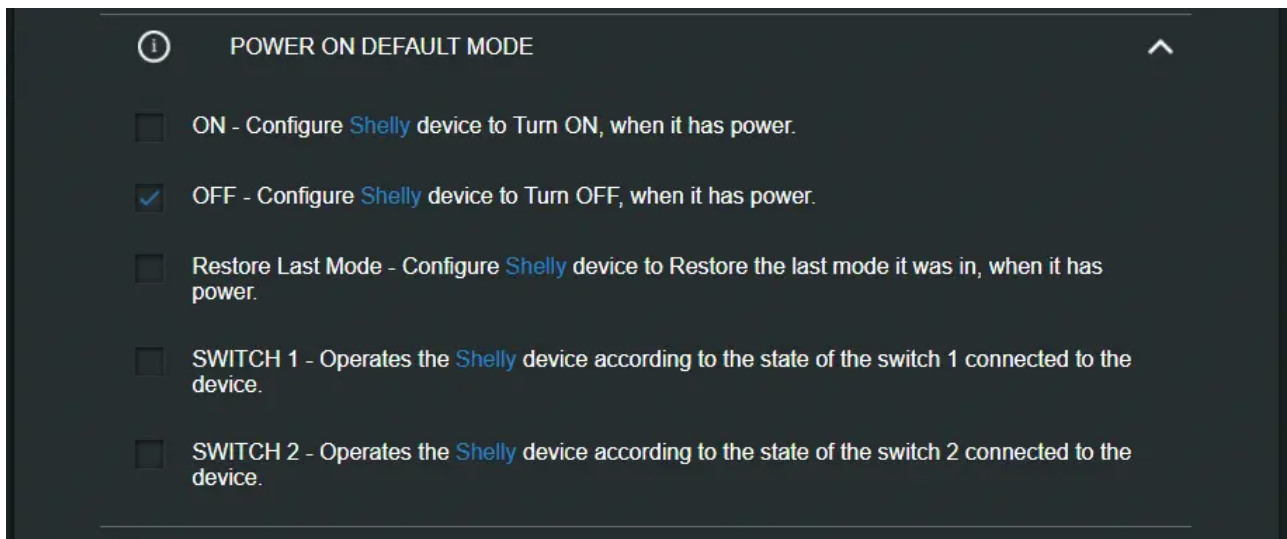 POWER ON DEFAULT MODE
ON - Configure Shelly device to Turn ON, when it has power.
OFF - Configure Shelly device to Turn OFF, when it has power.
Restore Last Mode - Configure Shelly device to Restore the last mode it was in, when it has
power.
SWITCH 1 - Operates the Shelly device according to the state of the switch 1 connected to the
device.
SWITCH 2 - Operates the Shelly device according to the state of the switch 2 connected to the
device.